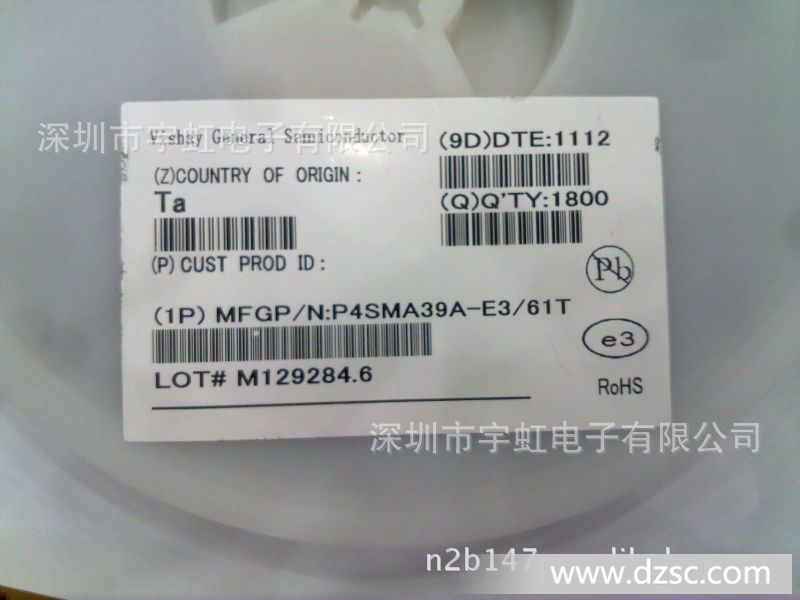 Vishay General Semiconductor
(9D)DTE:1112
(Z)COUNTRY OF ORIGIN :
Ta
(Q)Q'TY:1800
(P) CUST PROD ID :
Pb
(1P) MFGP/N:P4SMA39A-E3/61T
e3
LOT# M129284.6
RoHS
深圳市宇虹电子有限公司
深圳市宇虹电子有限公司
n2b147
www.dzsc.com